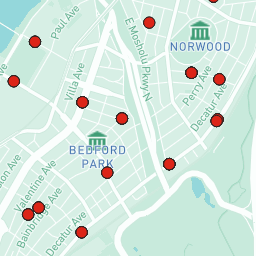 Paul Ave
E Mosholu Pkwy N
NORWOOD
Villa Ave
Perry Ave
Decatur Ave
BEDFORD
PARK
Valentine Ave
Bainbridge Ave
Decatur Ave